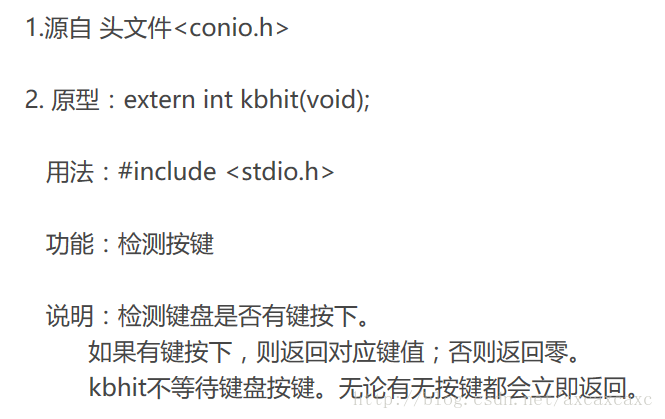 1.源自 头文件<conio.h>
2. 原型：extern int kbhit(void);
用法：#include <stdio.h>
功能：检测按键
说明：检测键盘是否有键按下。
如果有键按下，则返回对应键值；否则返回零。
kbhit不等待键盘按键。无论有无按键都会立即返回。
http://blog.csdn.net/axcaxcaxc